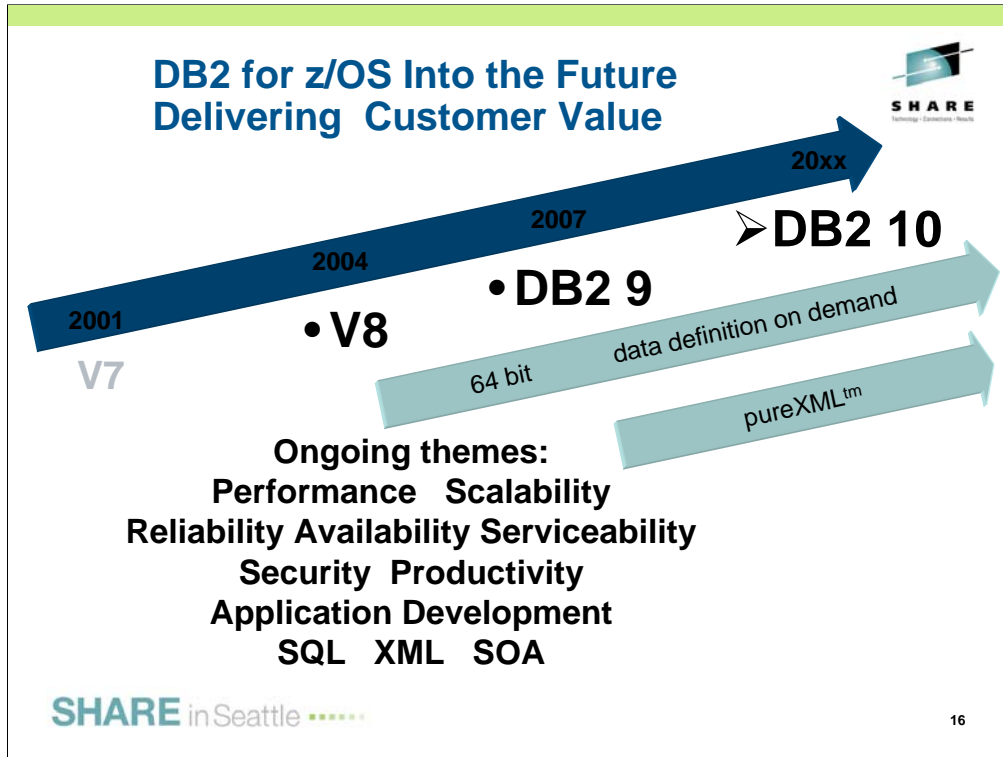 DB2 for z/OS Into the Future
Delivering Customer Value
SHARE
Technology · Connections · Results
20xx
2007
➢DB2 10
2004
•DB2 9
2001
•V8
V7
64 bit data definition on demand
pureXMLtm
Ongoing themes:
Performance Scalability
Reliability Availability Serviceability
Security Productivity
Application Development
SQL XML SOA
SHARE in Seattle
16